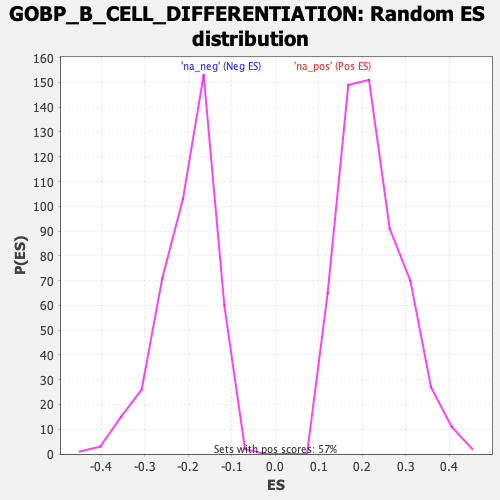 GOBP_B_CELL_DIFFERENTIATION: Random ES
distribution
'na_neg' (Neg ES) 'na_pos' (Pos ES)
160
150
140
130
120
110
100
90
80
70
60
50
40
30
20
10
0
P(ES)
Sets with pos scores: 57%
-0.4 -0.3 -0.2 -0.1 0.0 0.1 0.2 0.3 0.4
ES